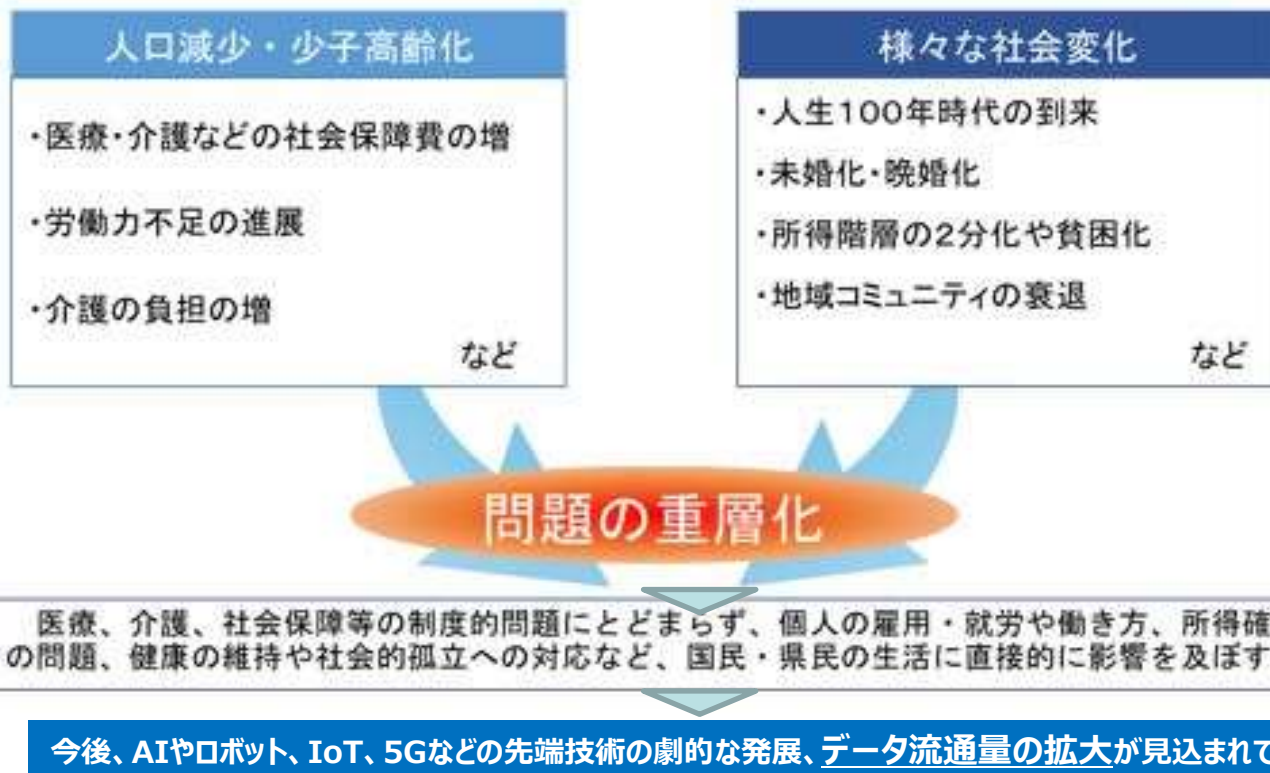 人口減少・少子高齢化
・医療・介護などの社会保障費の増
・労働力不足の進展
・介護の負担の増
など
様々な社会変化
・人生100年時代の到来
・未婚化・晩婚化
・所得階層の2分化や貧困化
・地域コミュニティの衰退
など
問題の重層化
医療、介護、社会保障等の制度的問題にとどまらず、個人の雇用・就労や働き方、所得確
の問題、健康の維持や社会的孤立への対応など、国民・県民の生活に直接的に影響を及ぼす
今後、AIやロボット、IoT、5Gなどの先端技術の劇的な発展、データ流通量の拡大が見込まれて